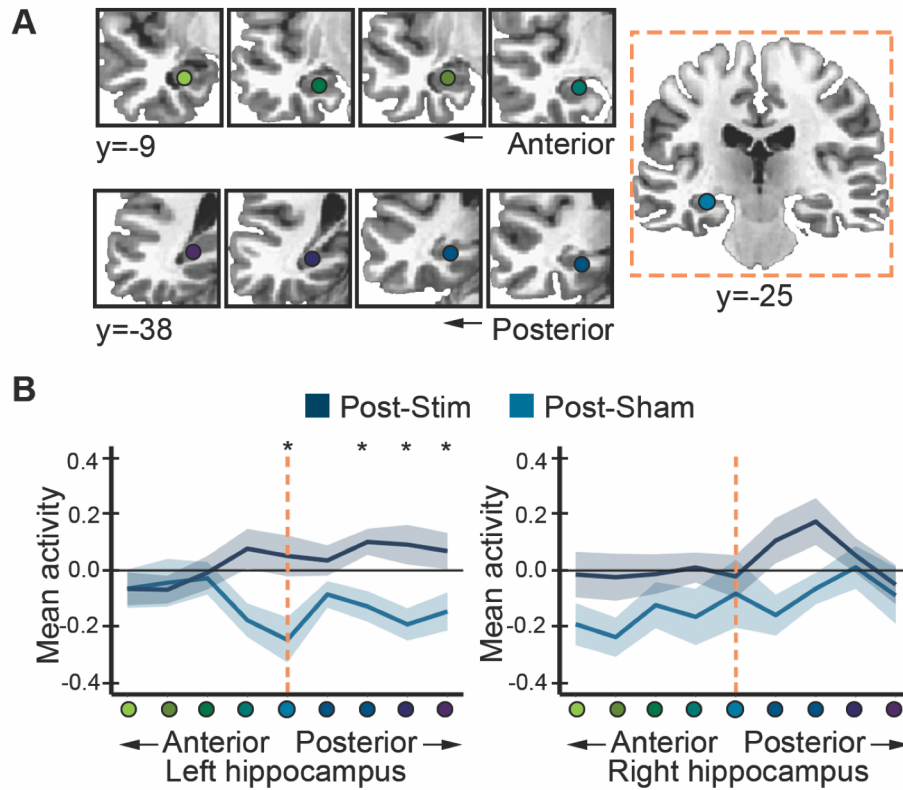 A
y=-9
Anterior
y=-38
Posterior
y=-25
B
Post-Stim Post-Sham
* * * *
Mean activity
0.4
0.2
0.0
-0.2
-0.4
Anterior Posterior
Left hippocampus
Mean activity
0.4
0.2
0.0
-0.2
-0.4
Anterior Posterior
Right hippocampus